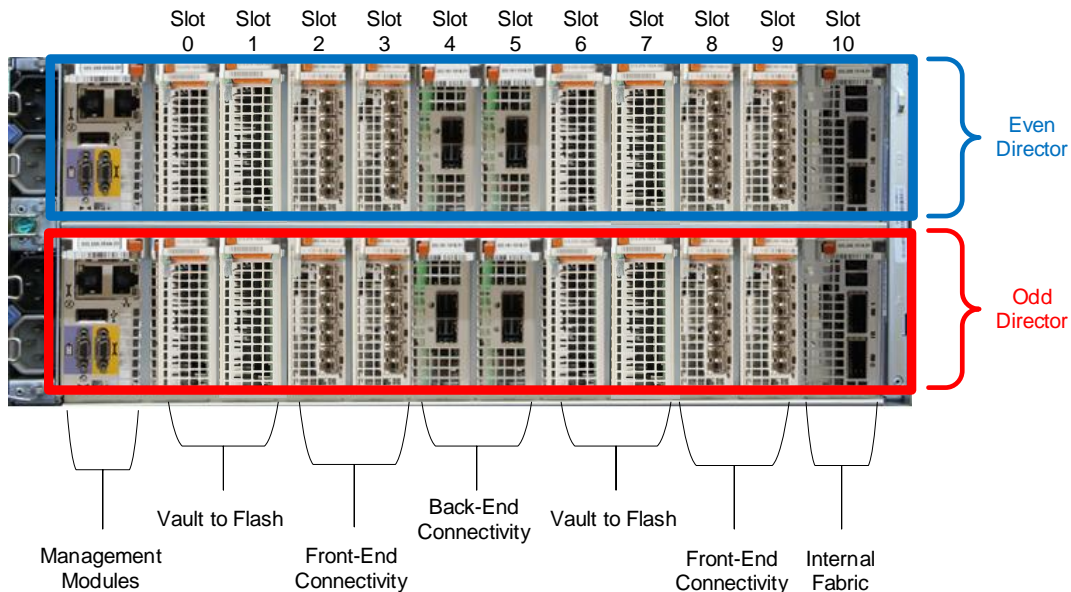 Slot Slot Slot Slot Slot Slot Slot Slot Slot Slot Slot
0 1 2 3 4 5 6 7 8 9 10
Even
Director
Odd
Director
Vault to Flash
Back-End
Connectivity
Vault to Flash
Management
Modules
Front-End
Connectivity
Front-End
Connectivity
Internal
Fabric